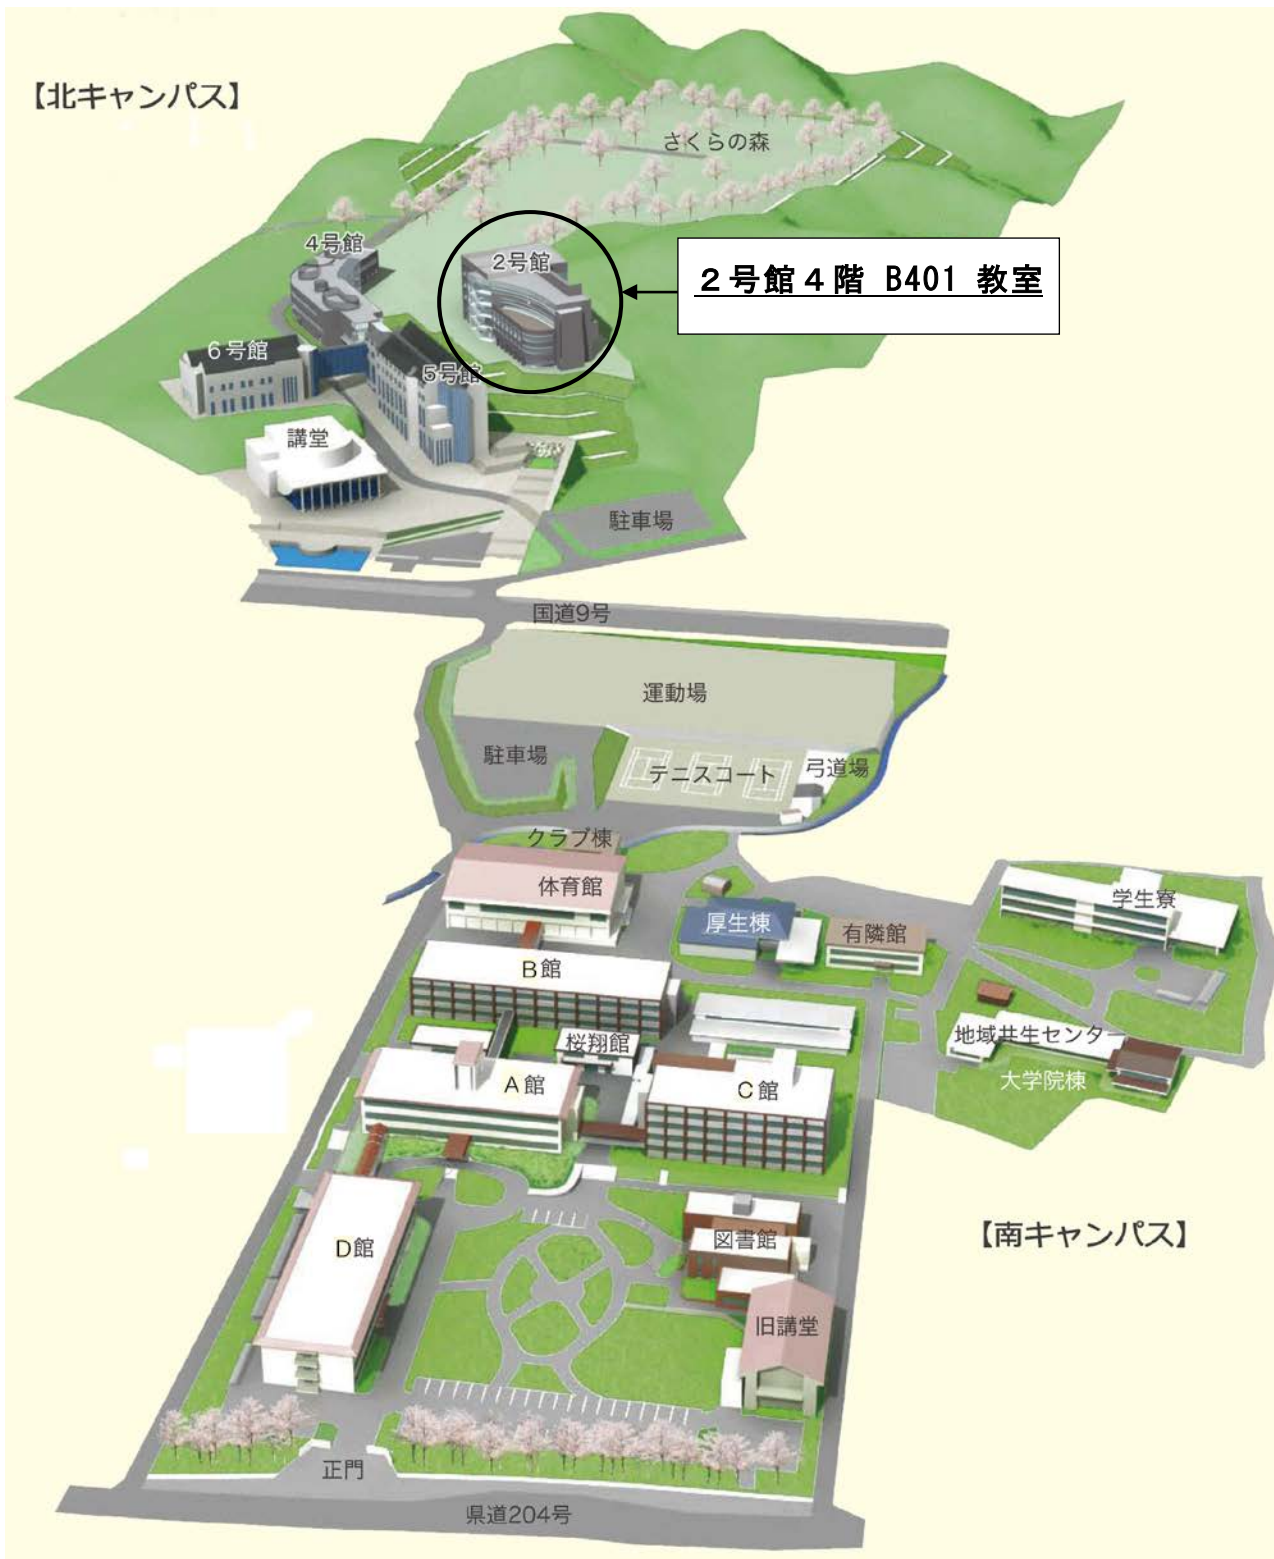 【北キャンパス】
さくらの森
4号館
2号館
２号館４階 B401 教室
６号館
5号館
講堂
駐車場
国道9号
運動場
駐車場
テニスコート
弓道場
クラブ棟
体育館
学生寮
厚生棟
有隣館
B館
桜翔館
地域共生センター
大学院棟
A館
C館
D館
図書館
【南キャンパス】
旧講堂
正門
県道204号